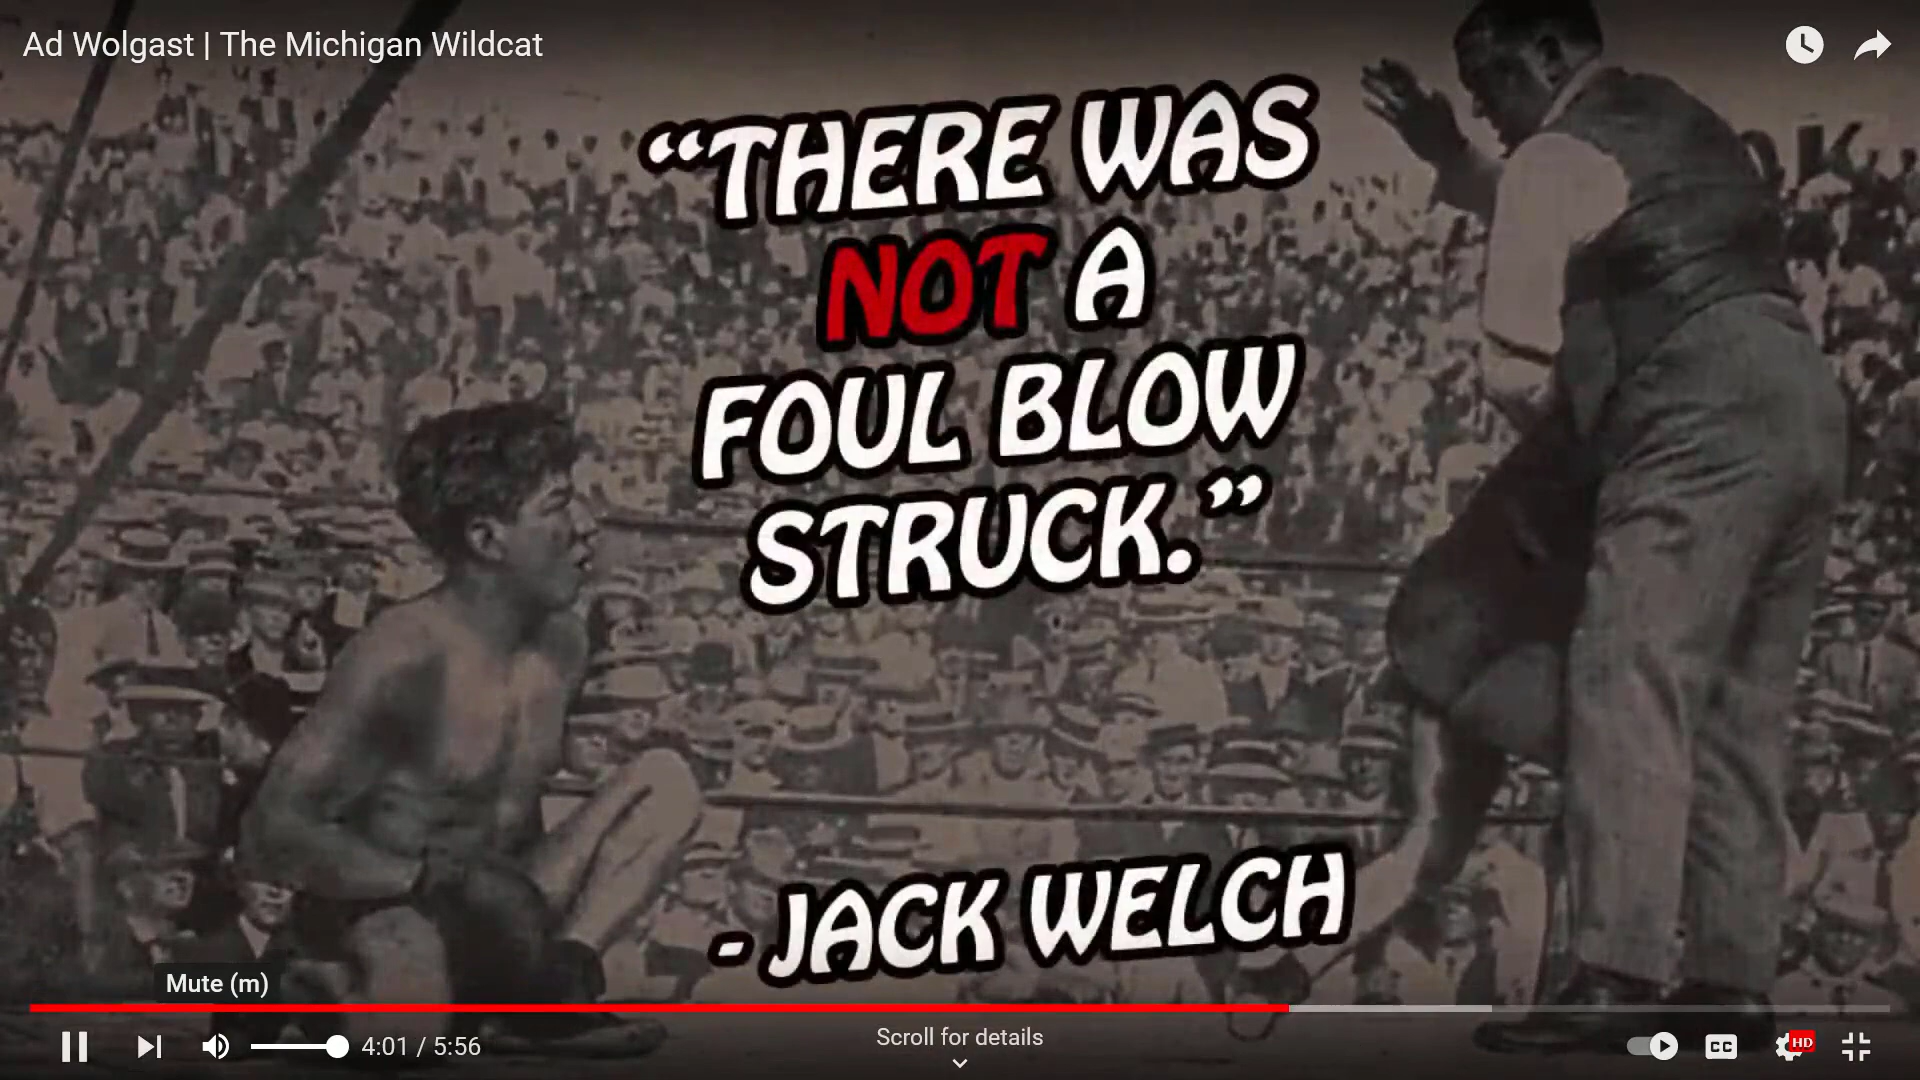 Ad Wolgast | The Michigan Wildcat
“THERE WAS
NOT A
FOUL BLOW
STRUCK.”
- JACK WELCH
Mute (m)
4:01 / 5:56
Scroll for details
CC
HD